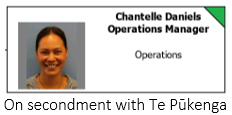 Chantelle Daniels
Operations Manager
Operations
On secondment with Te Pūkenga